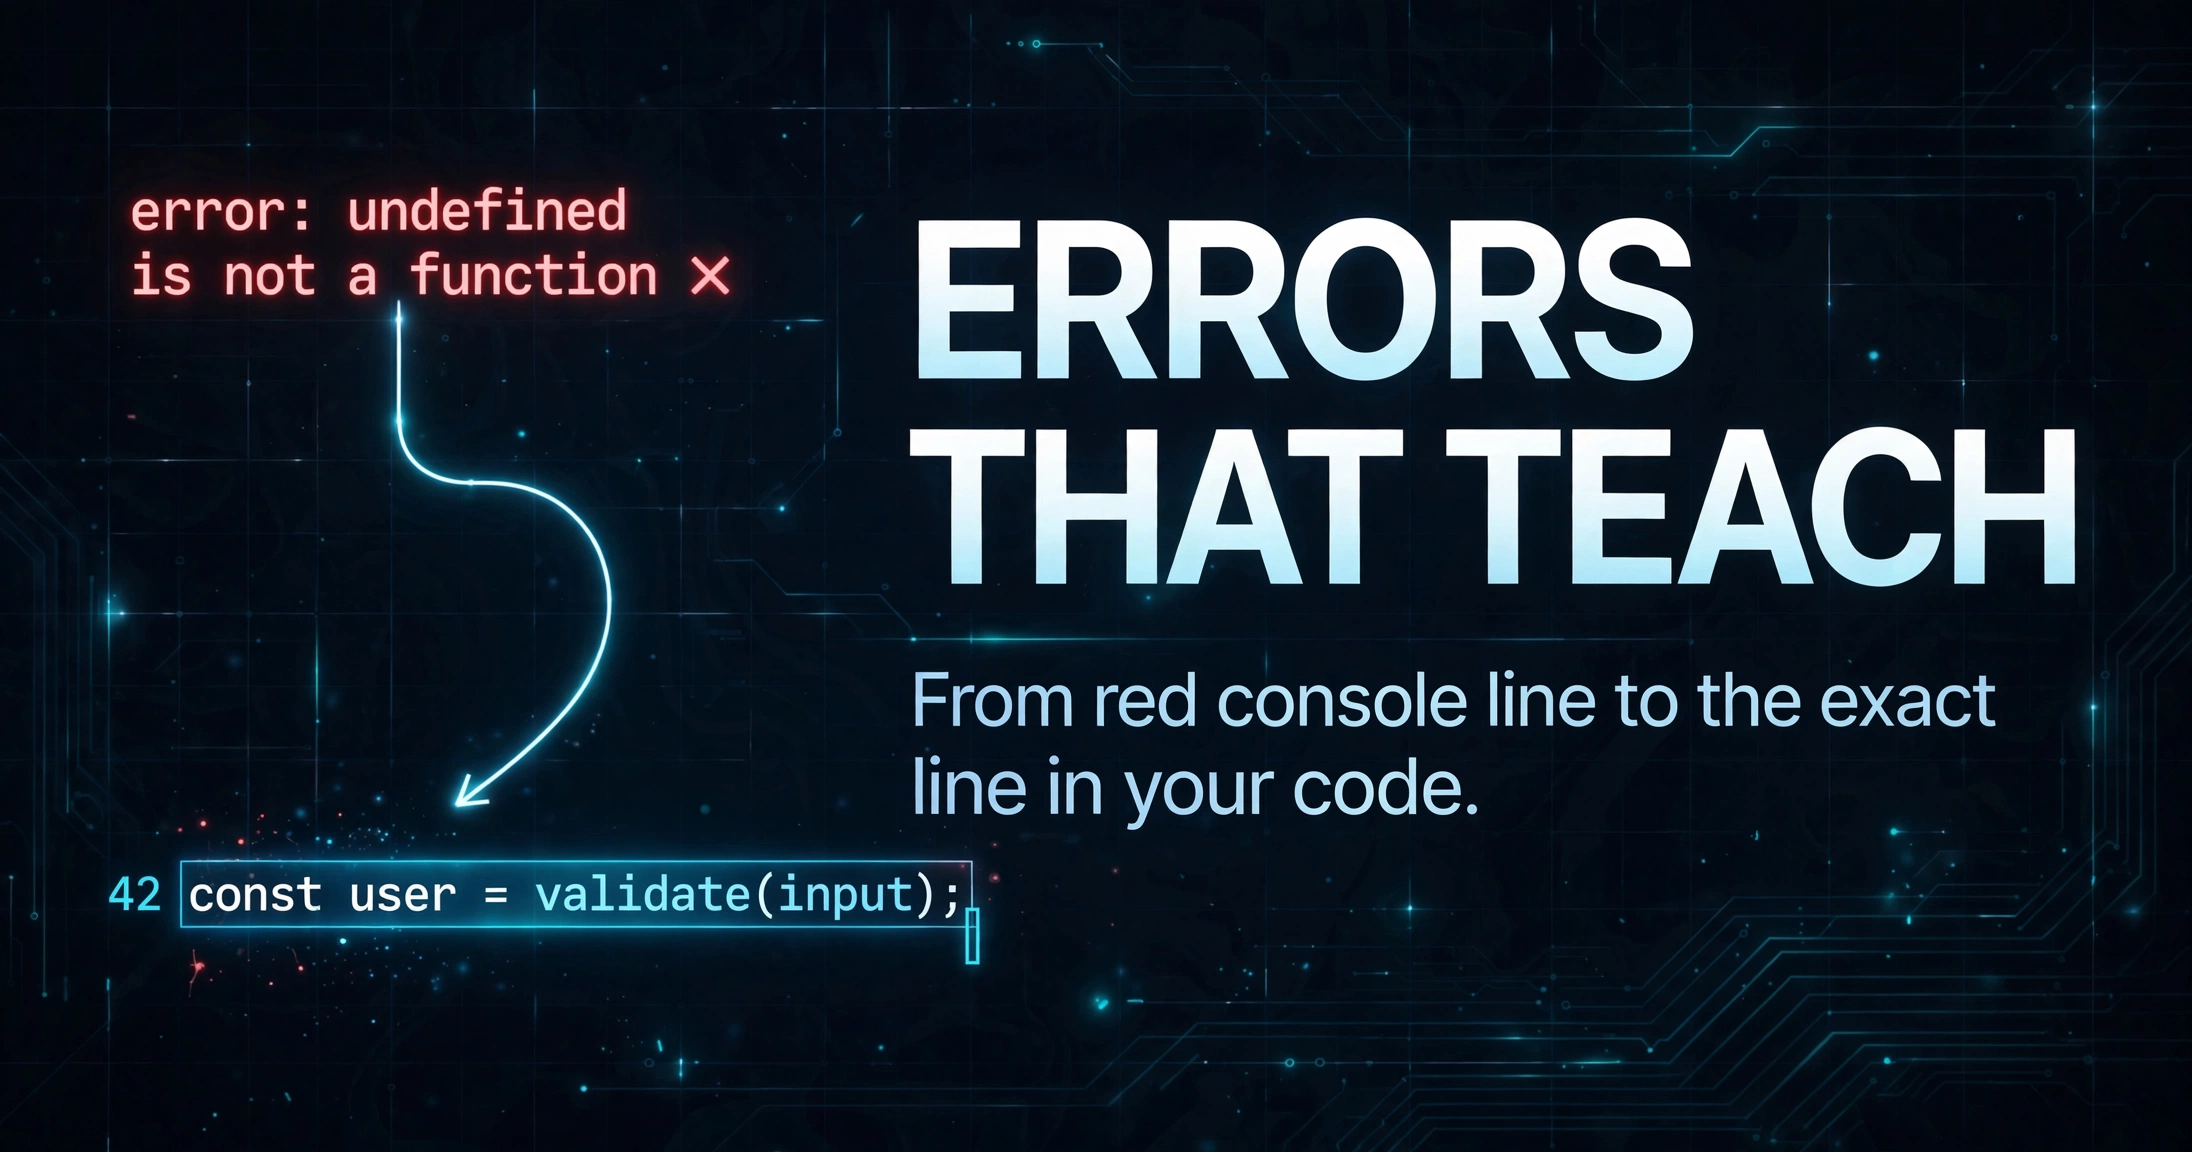 error: undefined
is not a function ✕
ERRORS
THAT TEACH
From red console line to the exact
line in your code.
42 const user = validate(input);